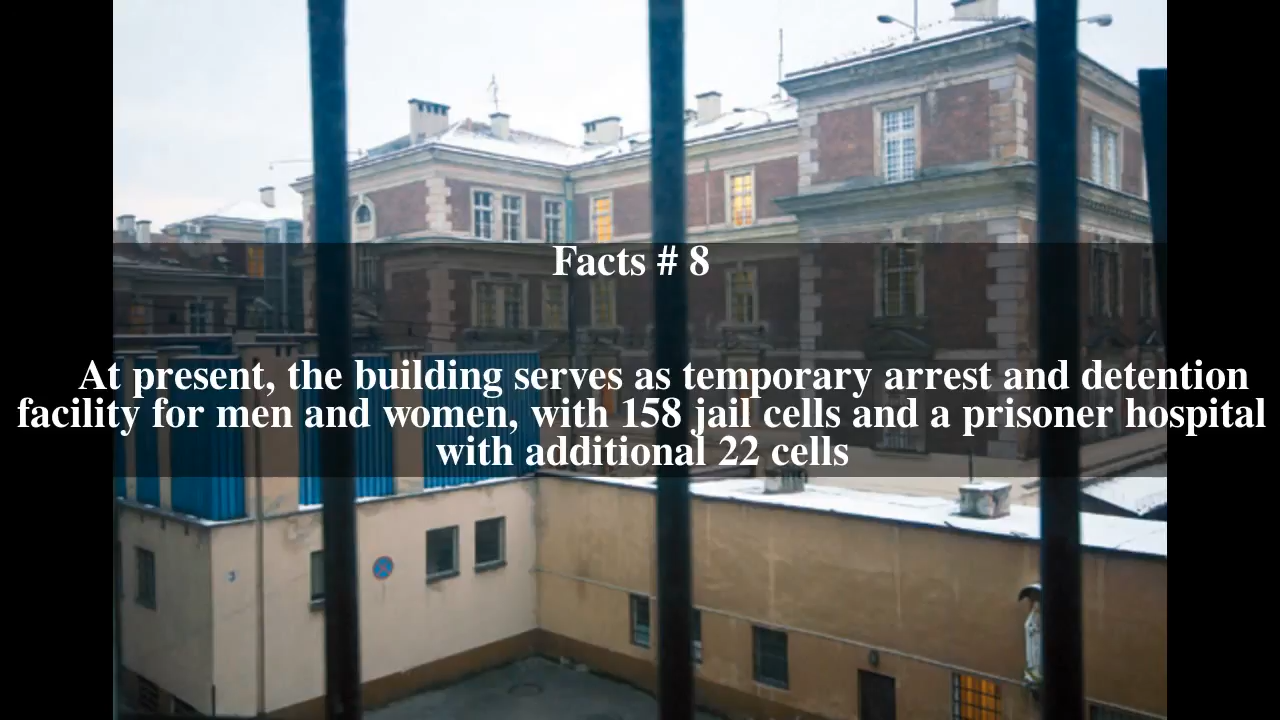 Facts # 8
At present, the building serves as temporary arrest and detention
facility for men and women, with 158 jail cells and a prisoner hospital
with additional 22 cells